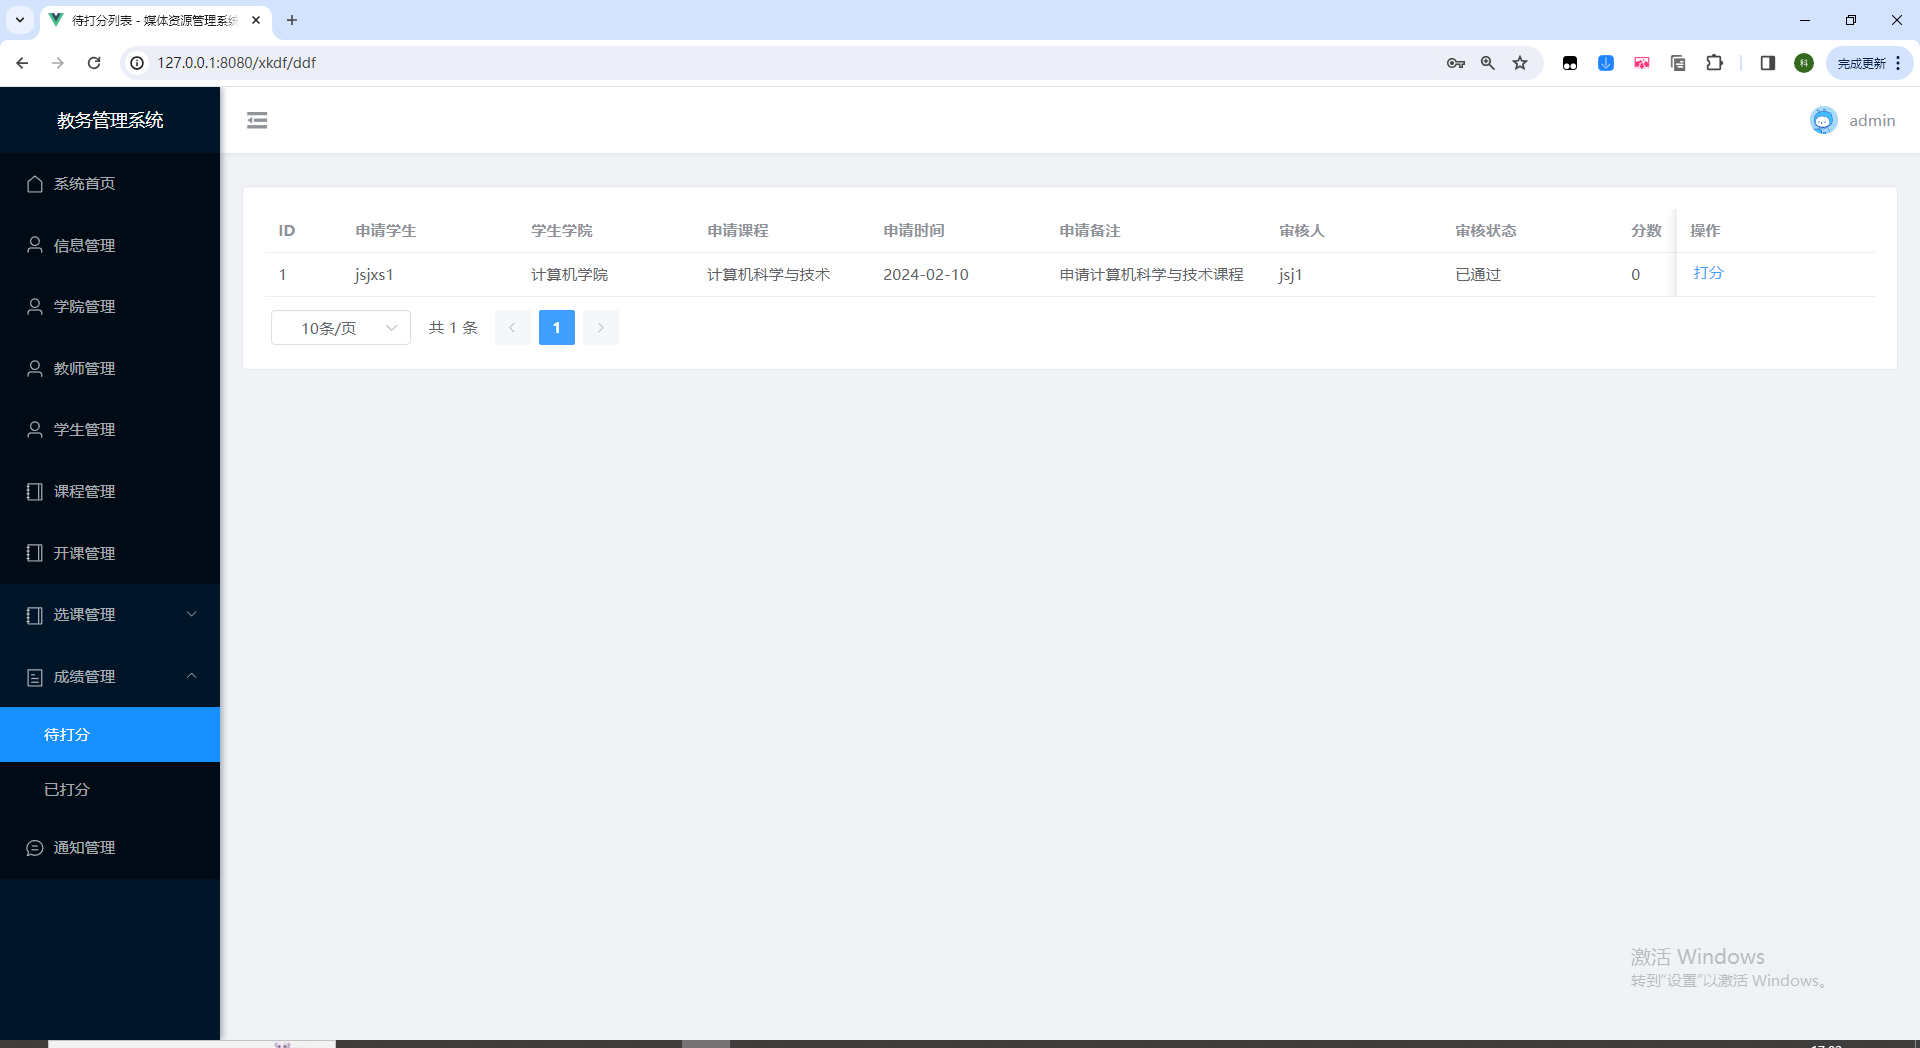 待打分列表 - 媒体资源管理系统
127.0.0.1:8080/xkdf/ddf
科
完成更新
教务管理系统
admin
系统首页
信息管理
学院管理
教师管理
学生管理
课程管理
开课管理
选课管理
成绩管理
待打分
已打分
通知管理
ID 申请学生 学生学院 申请课程 申请时间 申请备注 审核人 审核状态 分数 操作
1 jsjxs1 计算机学院 计算机科学与技术 2024-02-10 申请计算机科学与技术课程 jsj1 已通过 0 打分
10条/页 共 1 条 1
激活 Windows
转到"设置"以激活 Windows。